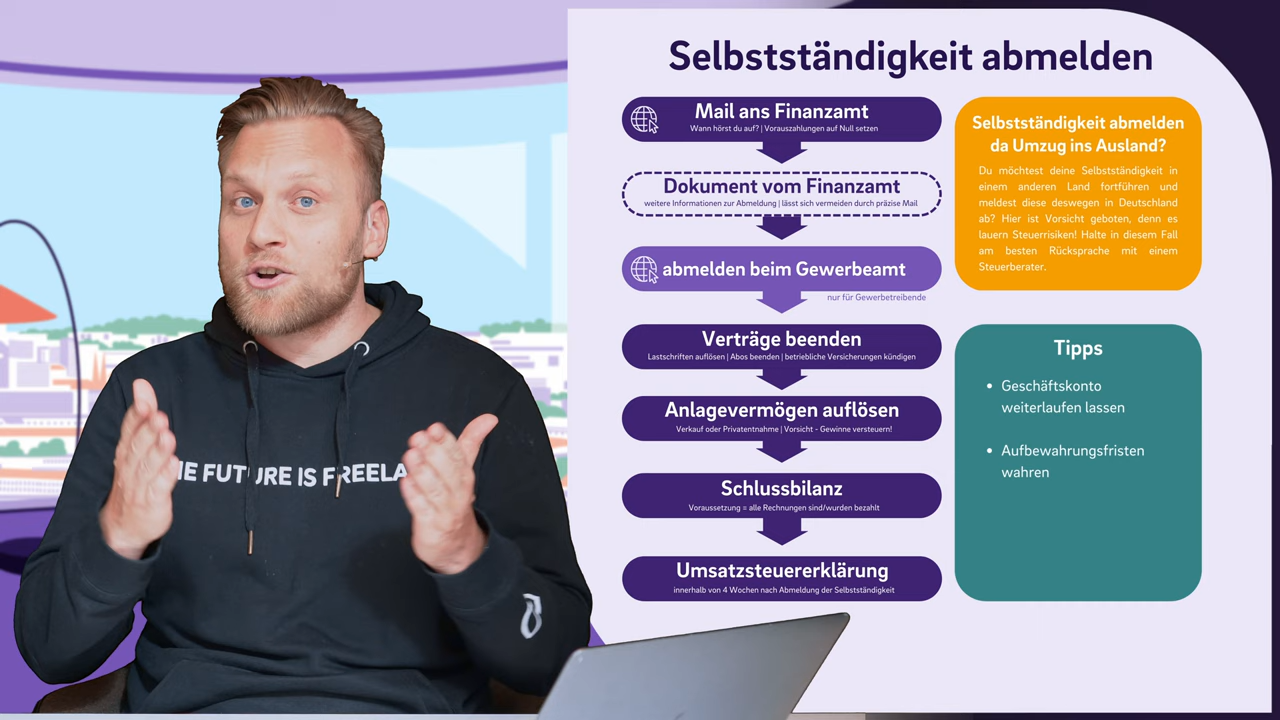 Selbstständigkeit abmelden
Mail ans Finanzamt
Wann hörst du auf? | Vorauszahlungen auf Null setzen
Dokument vom Finanzamt
weitere Informationen zur Abmeldung | lässt sich vermeiden durch präzise Mail
abmelden beim Gewerbeamt
nur für Gewerbetreibende
Verträge beenden
Lastschriften auflösen | Abos beenden | betriebliche Versicherungen kündigen
Anlagevermögen auflösen
Verkauf oder Privatentnahme | Vorsicht - Gewinne versteuern!
Schlussbilanz
Voraussetzung = alle Rechnungen sind/wurden bezahlt
Umsatzsteuererklärung
innerhalb von 4 Wochen nach Abmeldung der Selbstständigkeit
Selbstständigkeit abmelden
da Umzug ins Ausland?
Du möchtest deine Selbstständigkeit in
einem anderen Land fortführen und
meldest diese deswegen in Deutschland
ab? Hier ist Vorsicht geboten, denn es
lauern Steuerrisiken! Halte in diesem Fall
am besten Rücksprache mit einem
Steuerberater.
Tipps
• Geschäftskonto
weiterlaufen lassen
• Aufbewahrungsfristen
wahren
FUTURE IS